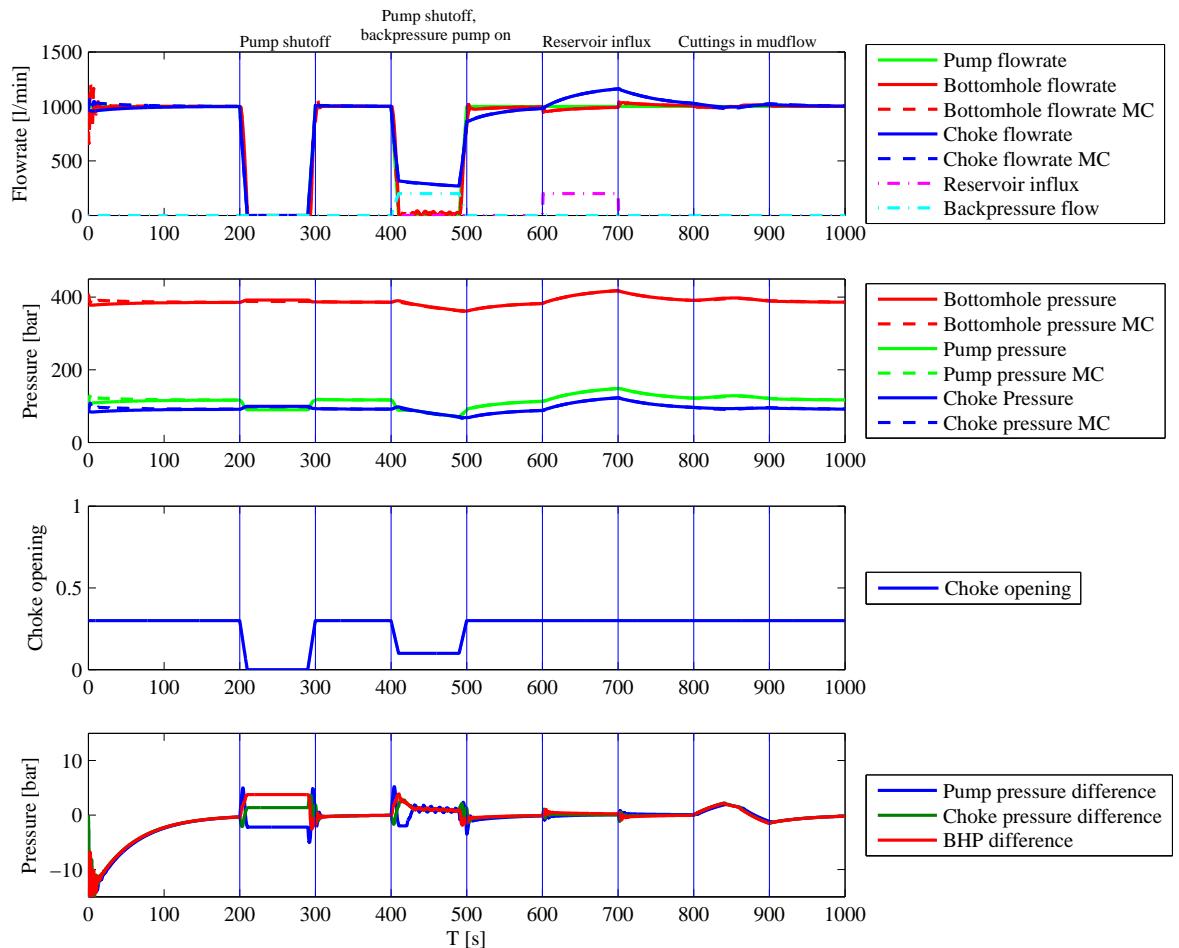 Pump shutoff
Pump shutoff,
backpressure pump on
Reservoir influx
Cuttings in mudflow
Flowrate [l/min]
1500
1000
500
0
0 100 200 300 400 500 600 700 800 900 1000
Pump flowrate
Bottomhole flowrate
Bottomhole flowrate MC
Choke flowrate
Choke flowrate MC
Reservoir influx
Backpressure flow
Pressure [bar]
400
200
0
0 100 200 300 400 500 600 700 800 900 1000
Bottomhole pressure
Bottomhole pressure MC
Pump pressure
Pump pressure MC
Choke Pressure
Choke pressure MC
Choke opening
1
0.5
0
0 100 200 300 400 500 600 700 800 900 1000
Choke opening
Pressure [bar]
10
0
−10
0 100 200 300 400 500 600 700 800 900 1000
T [s]
Pump pressure difference
Choke pressure difference
BHP difference